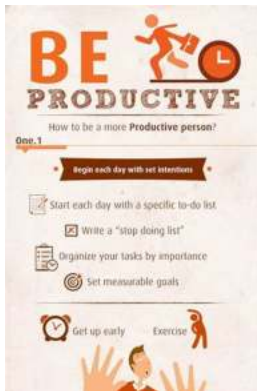 BE
PRODUCTIVE
How to be a more Productive person?
One.1
Begin each day with set intentions
Start each day with a specific to-do list
Write a "stop doing list"
Organize your tasks by importance
Set measurable goals
Get up early
Exercise